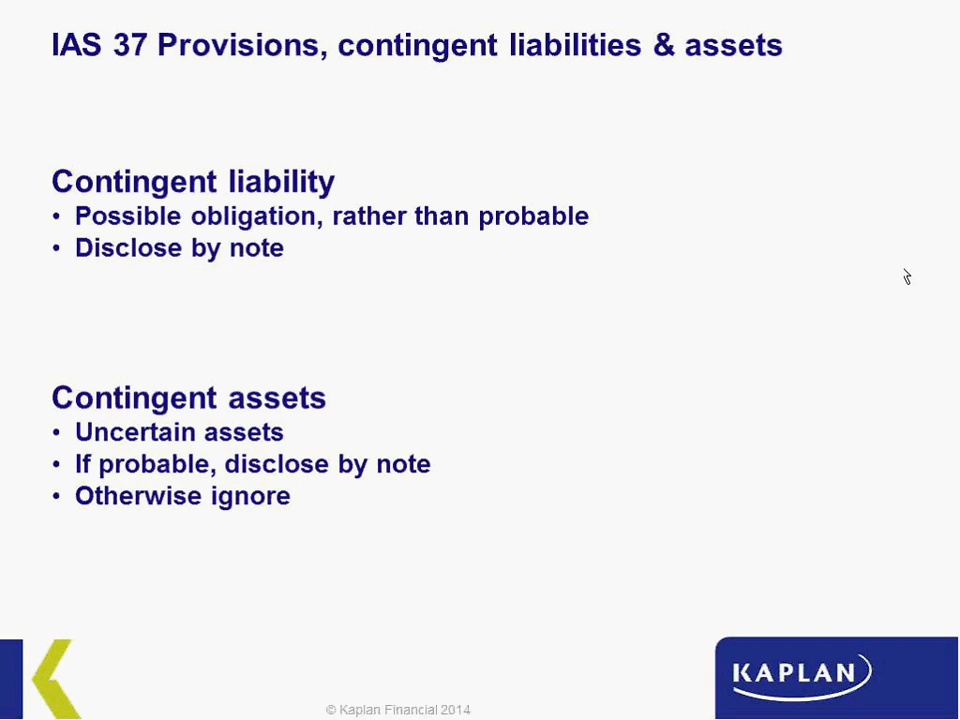 IAS 37 Provisions, contingent liabilities & assets
Contingent liability
• Possible obligation, rather than probable
• Disclose by note
Contingent assets
• Uncertain assets
• If probable, disclose by note
• Otherwise ignore
KAPLAN
© Kaplan Financial 2014